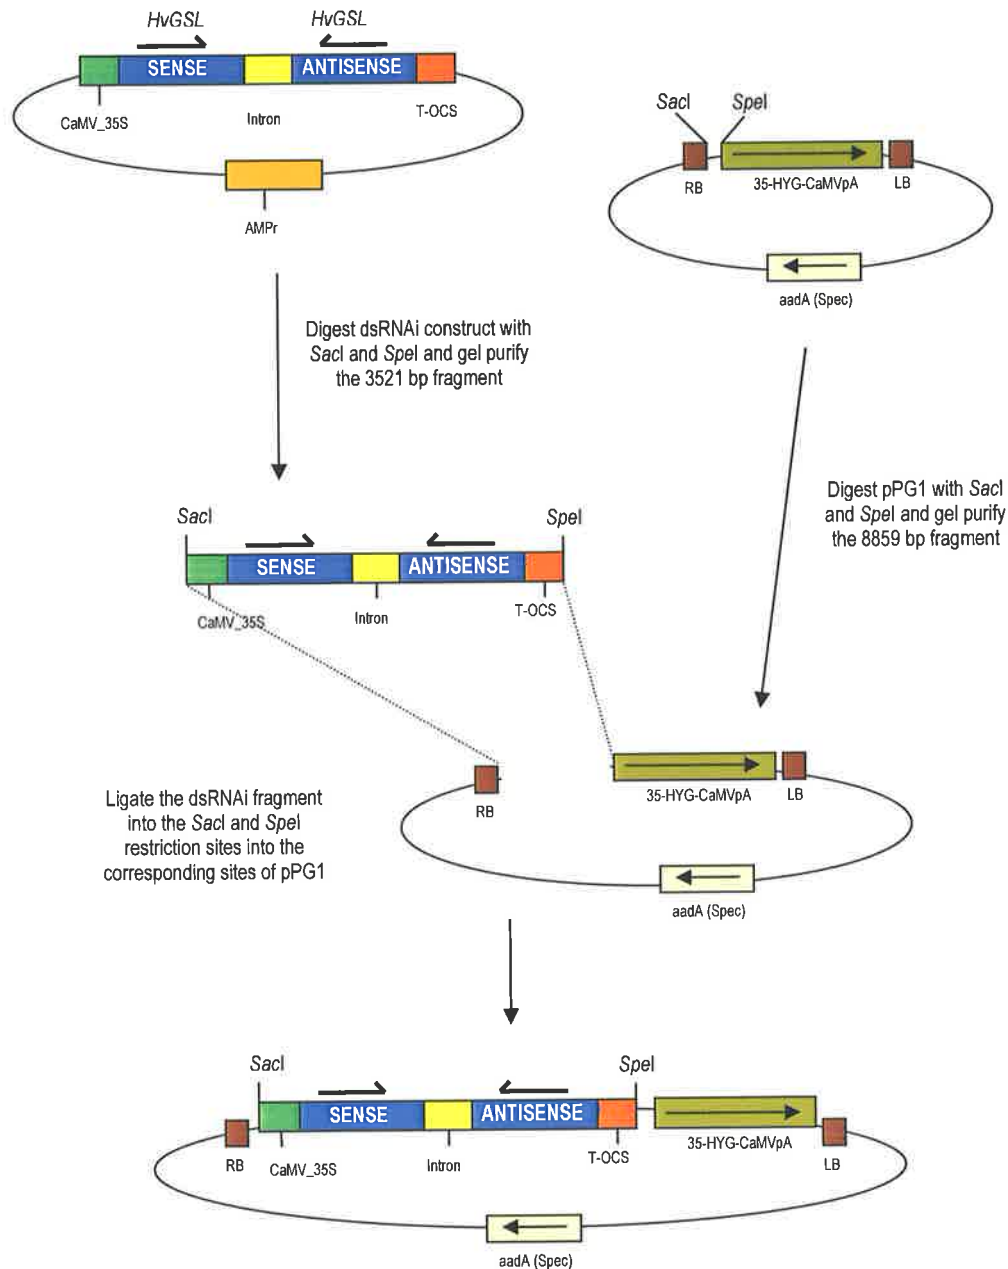 HvGSL HvGSL
SENSE ANTISENSE
CaMV_35S Intron T-OCS
AMPr
SacI SpeI
RB 35-HYG-CaMVpA LB
aadA (Spec)
Digest dsRNAi construct with
SacI and SpeI and gel purify
the 3521 bp fragment
Digest pPG1 with SacI
and SpeI and gel purify
the 8859 bp fragment
SacI SpeI
SENSE ANTISENSE
CaMV_35S Intron T-OCS
Ligate the dsRNAi fragment
into the SacI and SpeI
restriction sites into the
corresponding sites of pPG1
RB 35-HYG-CaMVpA LB
aadA (Spec)
SacI SpeI
SENSE ANTISENSE
RB CaMV_35S Intron T-OCS 35-HYG-CaMVpA LB
aadA (Spec)